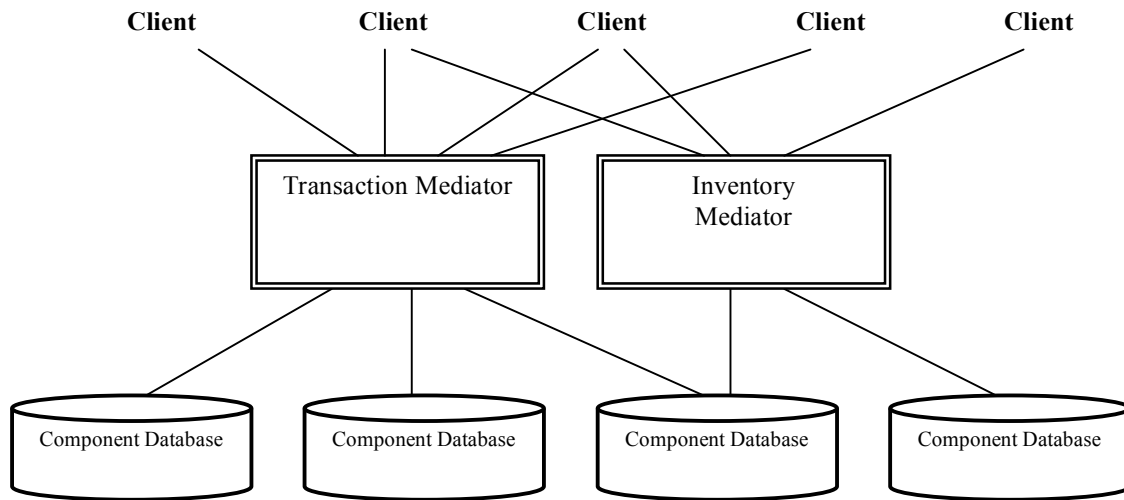 Client
Client
Client
Client
Client
Transaction Mediator
Inventory
Mediator
Component Database
Component Database
Component Database
Component Database